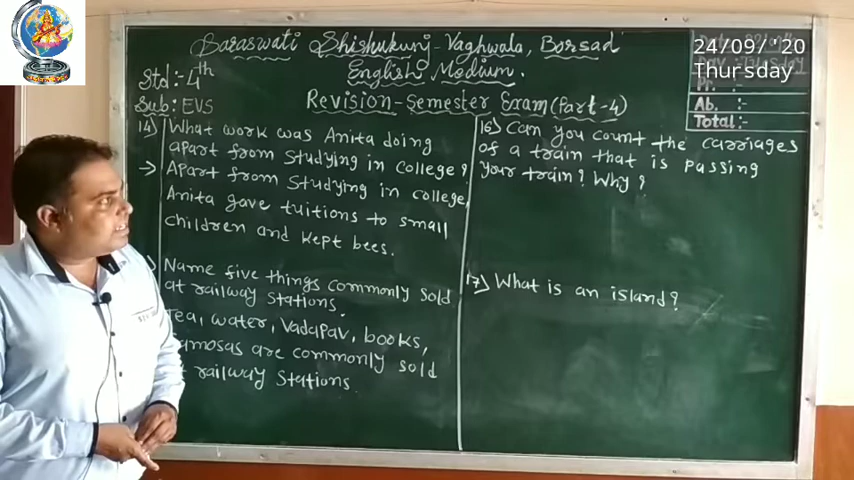 Saraswati Shishukunj - Vaghwala, Borsad
English Medium.
Std:- 4th
Sub: EVS
Revision - Semester Exam (Part-4)
24/09/'20
Thursday
Ab. :-
Total:-
14) What work was Anita doing
apart from studying in college?
→ Apart from studying in college,
Anita gave tuitions to small
children and kept bees.
Name five things commonly sold
at railway stations.
Tea, water, vadapav, books,
samosas are commonly sold
railway stations.
16) Can you count the carriages
of a train that is passing
your train? Why?
17) What is an island?